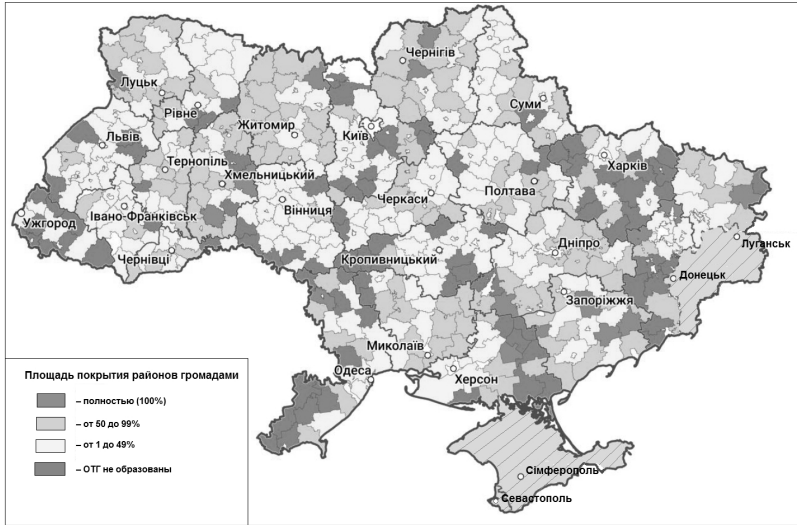 Чернігів
Луцьк
Суми
Рівне
Житомир
Київ
Львів
Харків
Тернопіль
Хмельницький
Полтава
Черкаси
Івано-Франківськ
Вінниця
Ужгород
Дніпро
Луганськ
Чернівці
Кропивницький
Донецьк
Запоріжжя
Миколаїв
Одеса
Херсон
Площадь покрытия районов громадами
– полностью (100%)
– от 50 до 99%
– от 1 до 49%
– ОТГ не образованы
Сімферополь
Севастополь